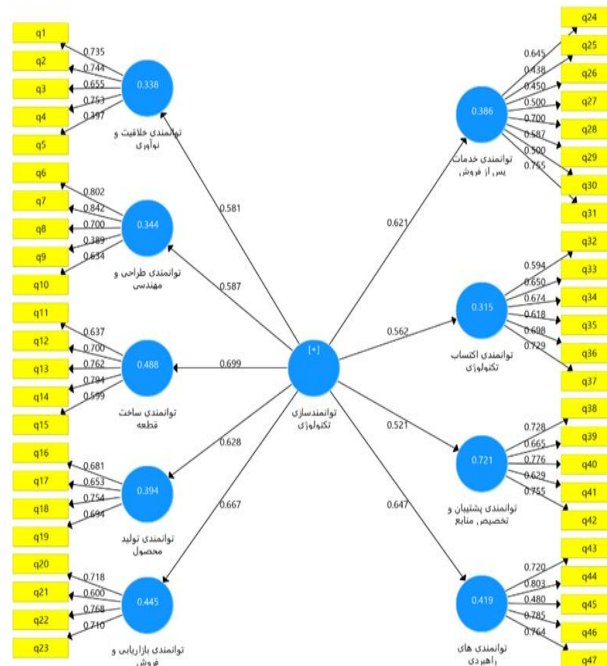 q1
q2
q3
q4
q5
0.735
0.744
0.655
0.753
0.397
0.338
توانمندی خلاقیت و
نوآوری
q6
q7
q8
q9
q10
0.802
0.842
0.700
0.389
0.634
0.344
توانمندی طراحی و
مهندسی
q11
q12
q13
q14
q15
0.637
0.700
0.762
0.794
0.599
0.488
توانمندی ساخت
قطعه
q16
q17
q18
q19
0.681
0.653
0.754
0.694
0.394
توانمندی تولید
محصول
q20
q21
q22
q23
0.718
0.600
0.768
0.710
0.445
توانمندی بازاریابی و
فروش
0.581
0.587
0.699
0.628
0.667
[+]
توانمندسازی
تکنولوژی
0.621
0.562
0.521
0.647
0.386
توانمندی خدمات
پس از فروش
0.645
0.438
0.450
0.500
0.700
0.587
0.500
0.755
q24
q25
q26
q27
q28
q29
q30
q31
0.315
توانمندی اکتساب
تکنولوژی
0.594
0.650
0.674
0.618
0.698
0.729
q32
q33
q34
q35
q36
q37
0.721
توانمندی پشتیبان و
تخصیص منابع
0.728
0.665
0.776
0.629
0.755
q38
q39
q40
q41
q42
0.419
توانمندی های
راهبردی
0.720
0.803
0.480
0.785
0.764
q43
q44
q45
q46
q47